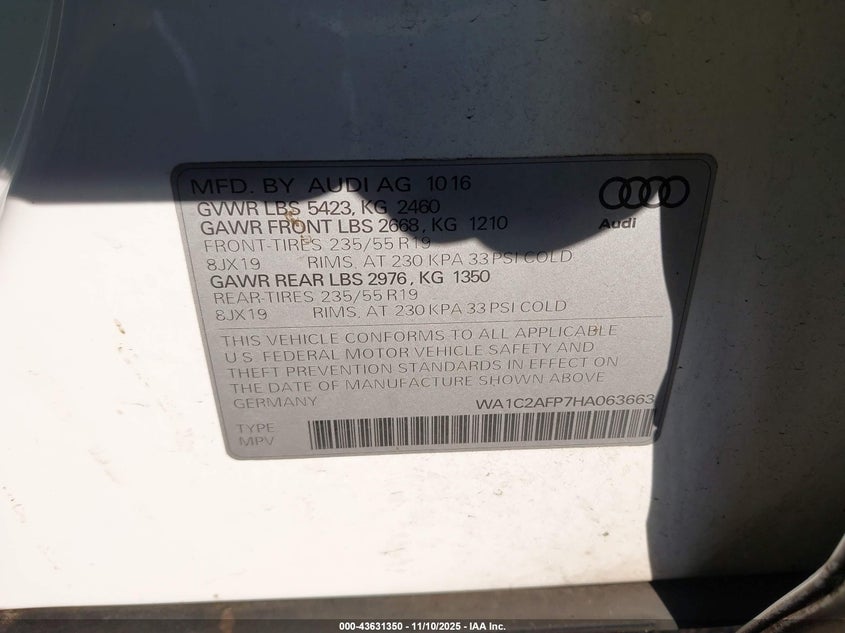 MFD. BY AUDI AG 1016
GVWR LBS 5423, KG 2460
GAWR FRONT LBS 2668, KG 1210
FRONT-TIRES 235/55 R19
8JX19 RIMS, AT 230 KPA 33 PSI COLD
GAWR REAR LBS 2976, KG 1350
REAR-TIRES 235/55 R19
8JX19 RIMS, AT 230 KPA 33 PSI COLD
Audi
THIS VEHICLE CONFORMS TO ALL APPLICABLE
U.S. FEDERAL MOTOR VEHICLE SAFETY AND
THEFT PREVENTION STANDARDS IN EFFECT ON
THE DATE OF MANUFACTURE SHOWN ABOVE
GERMANY WA1C2AFP7HA063663
TYPE
MPV
000-43631350 — 11/10/2025 — IAA Inc.